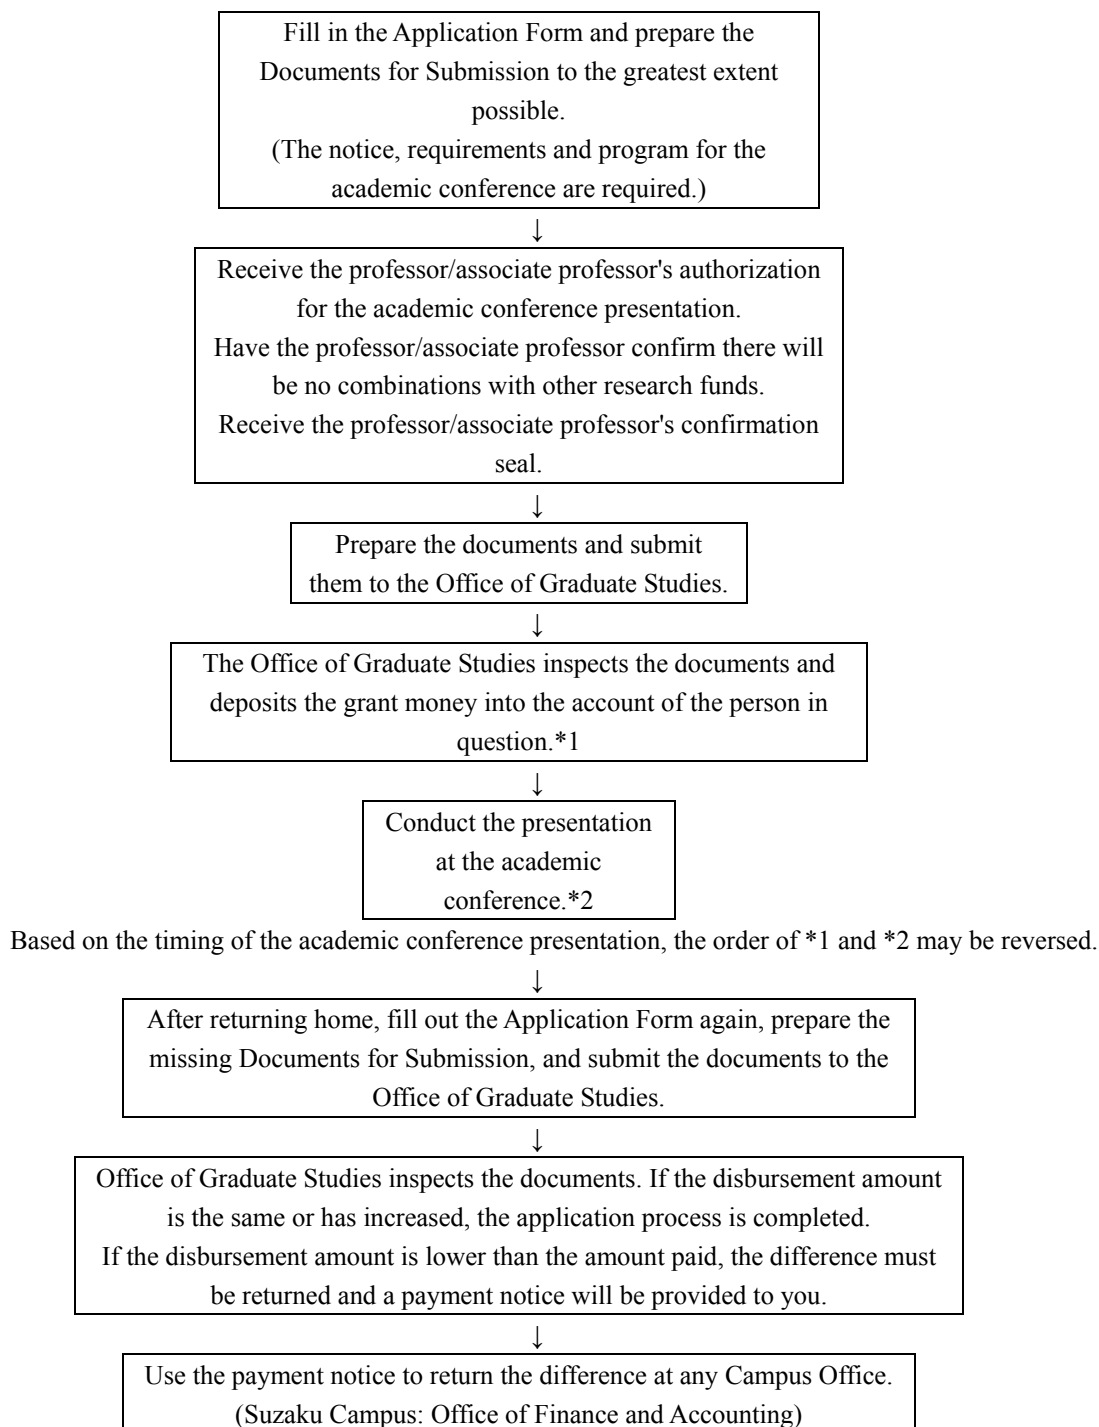 Fill in the Application Form and prepare the
Documents for Submission to the greatest extent
possible.
(The notice, requirements and program for the
academic conference are required.)
↓
Receive the professor/associate professor's authorization
for the academic conference presentation.
Have the professor/associate professor confirm there will
be no combinations with other research funds.
Receive the professor/associate professor's confirmation
seal.
↓
Prepare the documents and submit
them to the Office of Graduate Studies.
↓
The Office of Graduate Studies inspects the documents and
deposits the grant money into the account of the person in
question.*1
↓
Conduct the presentation
at the academic
conference.*2
Based on the timing of the academic conference presentation, the order of *1 and *2 may be reversed.
↓
After returning home, fill out the Application Form again, prepare the
missing Documents for Submission, and submit the documents to the
Office of Graduate Studies.
↓
Office of Graduate Studies inspects the documents. If the disbursement amount
is the same or has increased, the application process is completed.
If the disbursement amount is lower than the amount paid, the difference must
be returned and a payment notice will be provided to you.
↓
Use the payment notice to return the difference at any Campus Office.
(Suzaku Campus: Office of Finance and Accounting)